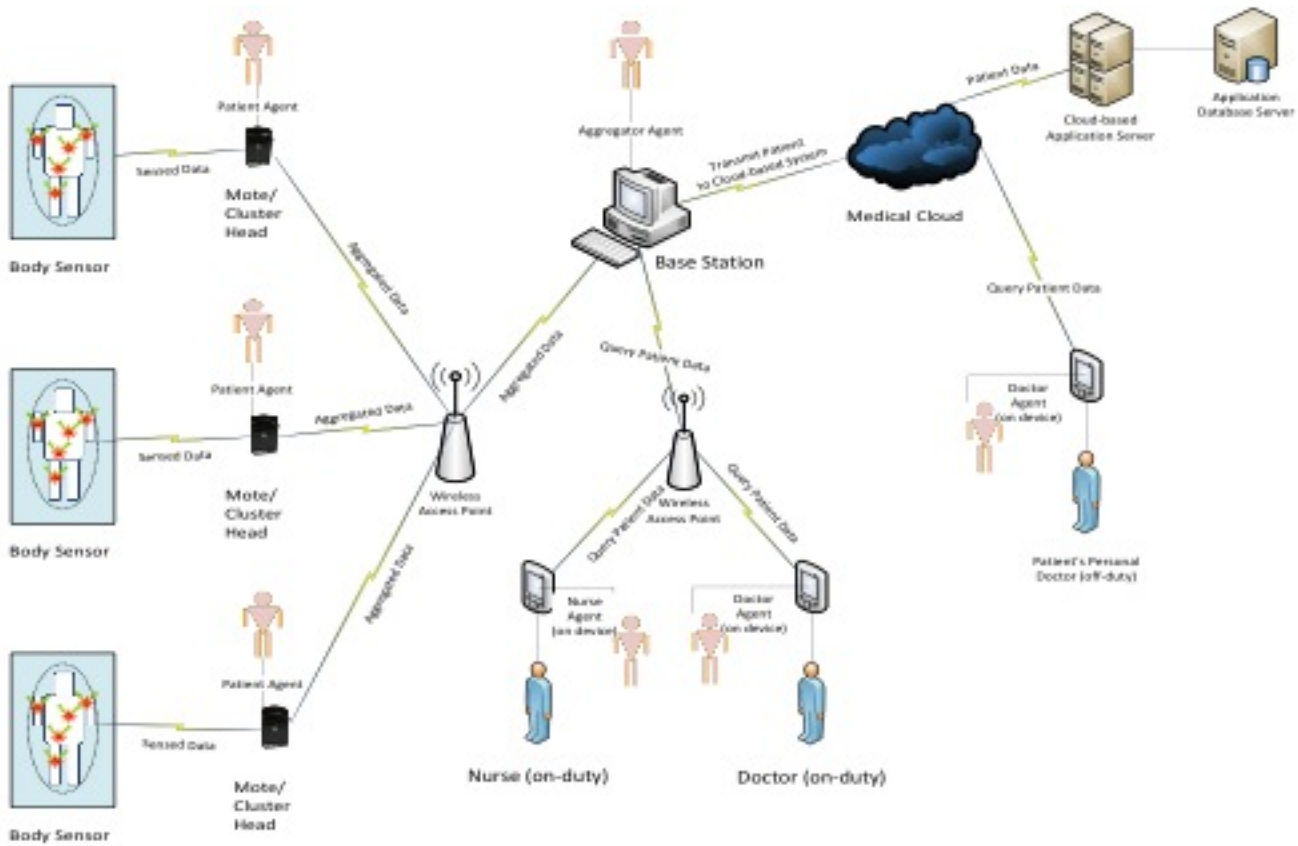 Patient Agent
Sensed Data
Mote/
Cluster
Head
Body Sensor
Aggregated Data
Patient Agent
Sensed Data
Aggregated Data
Mote/
Cluster
Head
Body Sensor
Patient Agent
Sensed Data
Aggregated Data
Mote/
Cluster
Head
Body Sensor
Wireless
Access Point
Aggregated Data
Aggregator Agent
Base Station
Transmit Patient
to Cloud-based System
Medical Cloud
Patient Data
Cloud-based
Application Server
Application
Database Server
Query Patient Data
Doctor
Agent
(on device)
Patient's Personal
Doctor (off-duty)
Query Patient Data
Wireless
Access Point
Query Patient Data
Query Patient Data
Nurse
Agent
(on device)
Nurse (on-duty)
Doctor
Agent
(on device)
Doctor (on-duty)